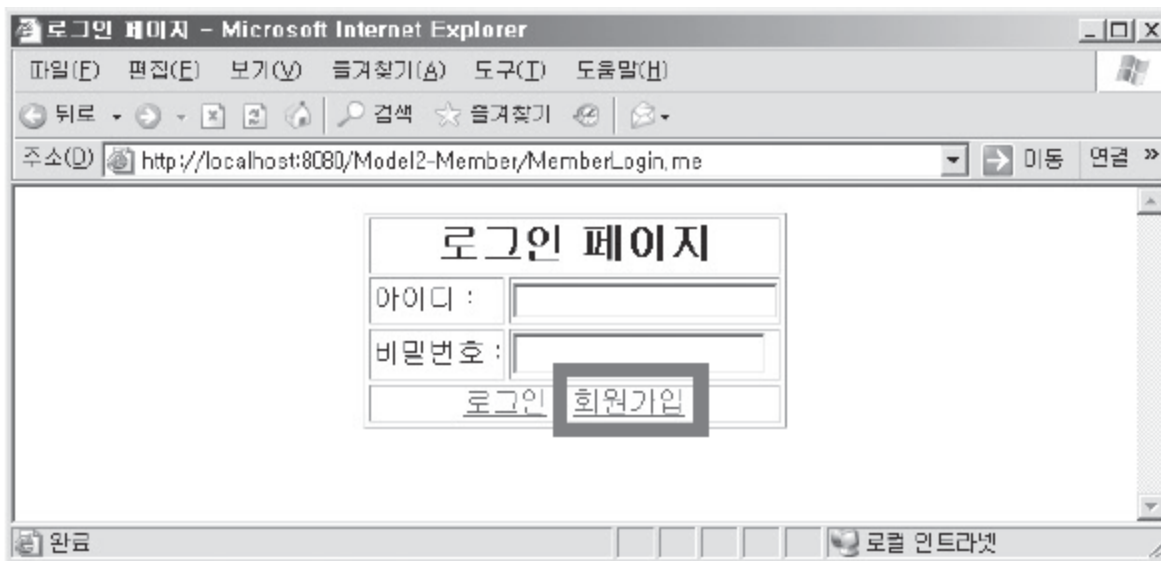 로그인 페이지 - Microsoft Internet Explorer
파일(F) 편집(E) 보기(V) 즐겨찾기(A) 도구(T) 도움말(H)
뒤로 검색 즐겨찾기
주소(D) http://localhost:8080/Model2-Member/MemberLogin.me 이동 연결 »
로그인 페이지
아이디 :
비밀번호 :
로그인 회원가입
완료 로컬 인트라넷